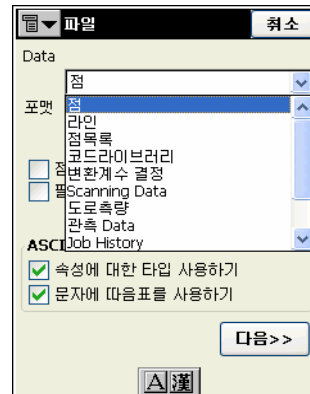 파일 취소
Data
점
포맷
점
라인
점목록
코드라이브러리
변환계수 결정
Scanning Data
도로측량
관측 Data
Job History
점
필
ASCI
속성에 대한 타입 사용하기
문자에 따음표를 사용하기
다음>>
A漢